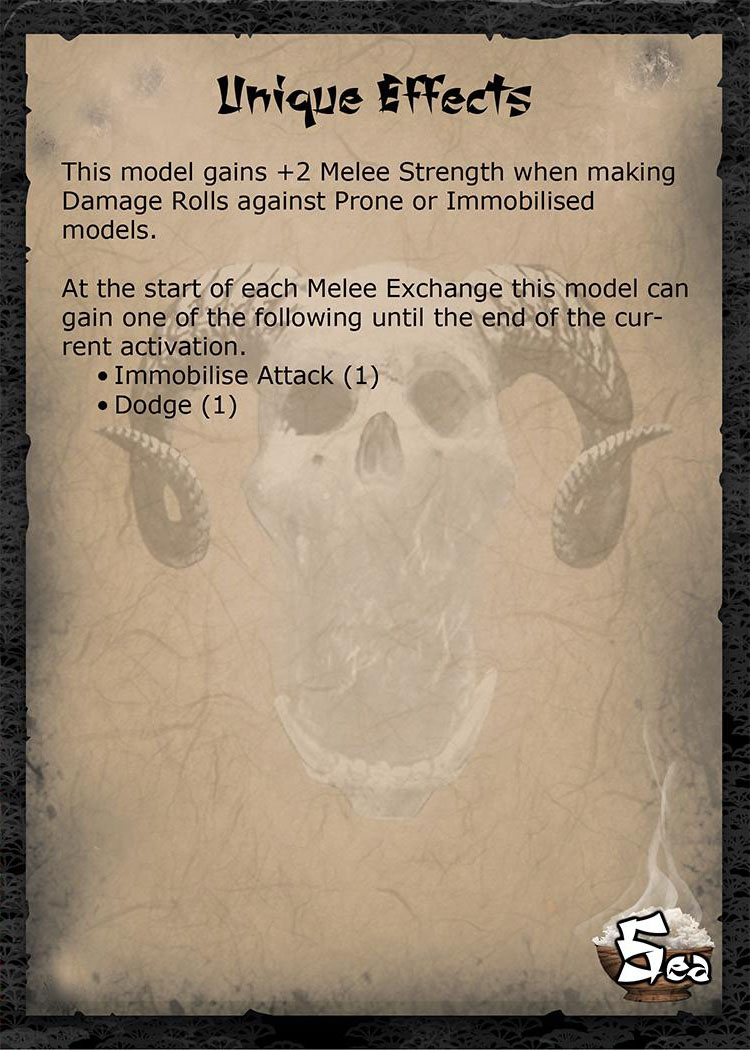 Unique Effects
This model gains +2 Melee Strength when making
Damage Rolls against Prone or Immobilised
models.
At the start of each Melee Exchange this model can
gain one of the following until the end of the cur-
rent activation.
• Immobilise Attack (1)
• Dodge (1)
5ea